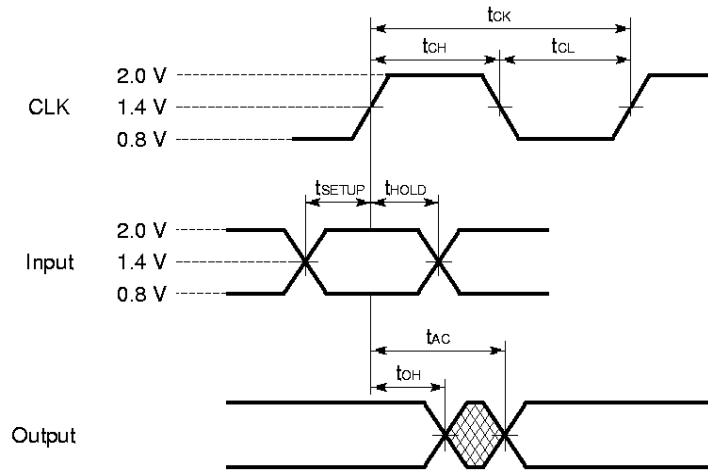 tCK
tCH
tCL
2.0 V
CLK
1.4 V
0.8 V
tSETUP
tHOLD
2.0 V
Input
1.4 V
0.8 V
tAC
tOH
Output